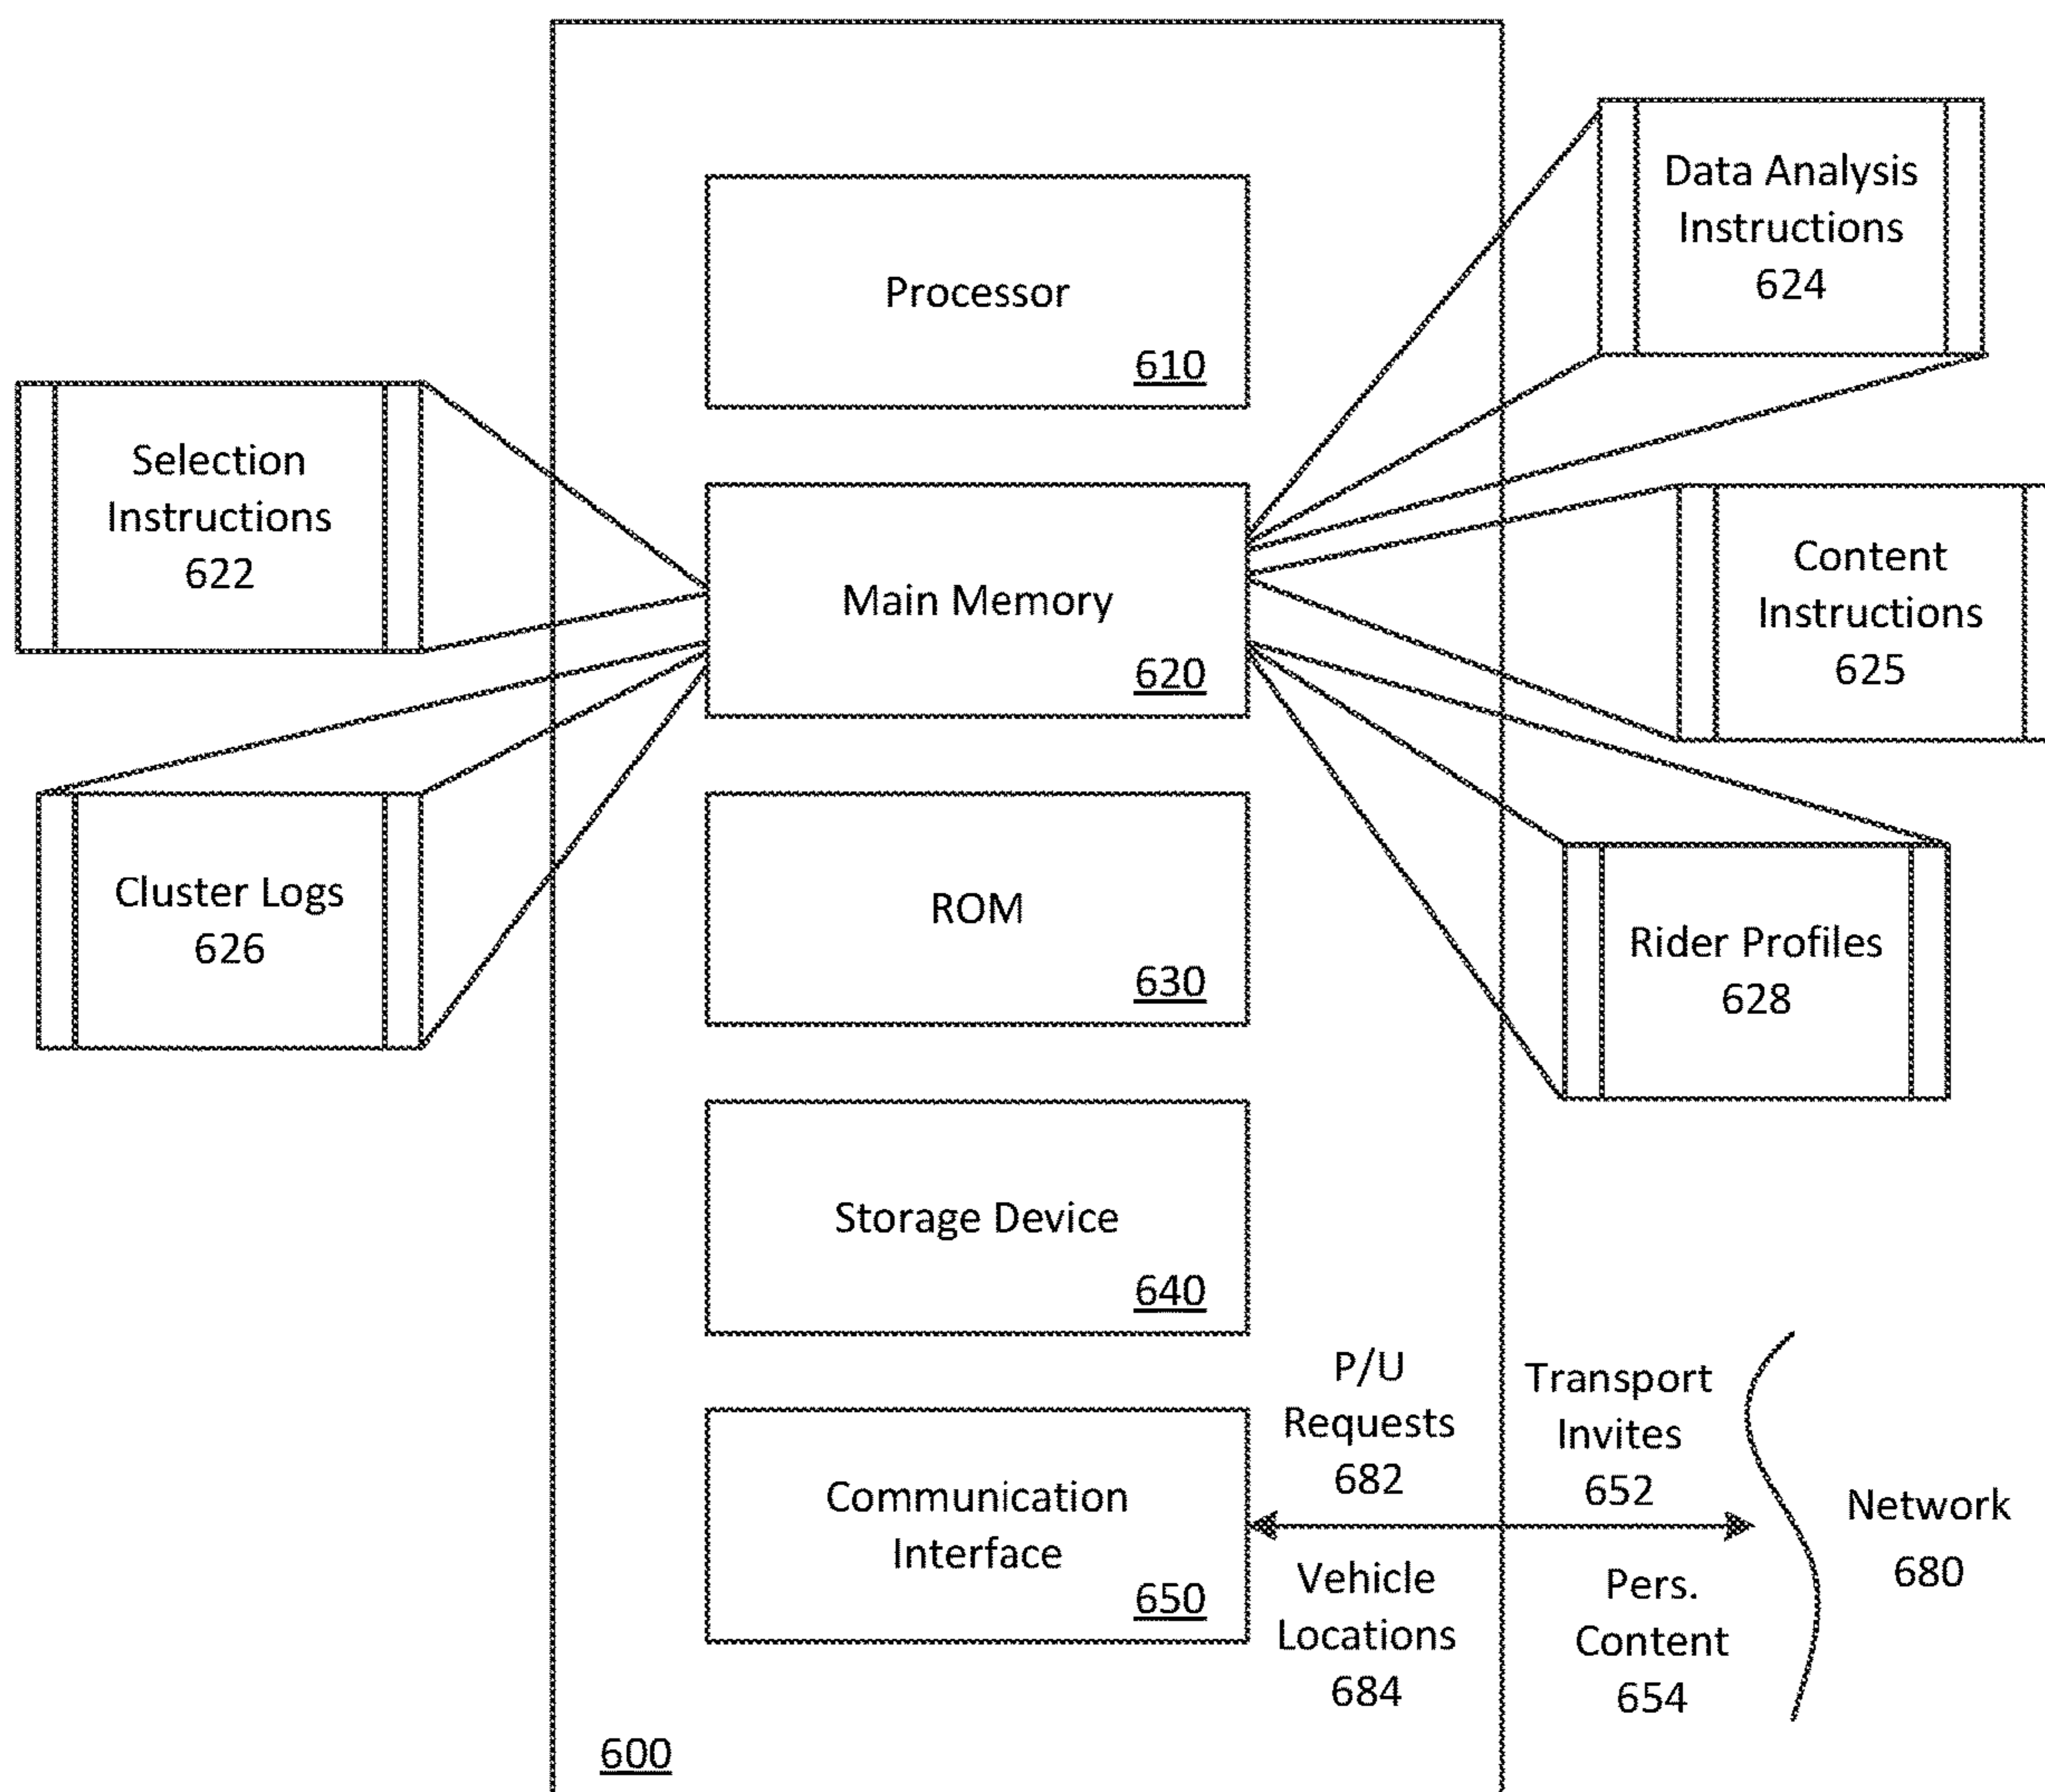 Processor
610
Data Analysis
Instructions
624
Selection
Instructions
622
Main Memory
620
Content
Instructions
625
Cluster Logs
626
ROM
630
Rider Profiles
628
Storage Device
640
Communication
Interface
650
P/U
Requests
682
Transport
Invites
652
Vehicle
Locations
684
Pers.
Content
654
Network
680
600